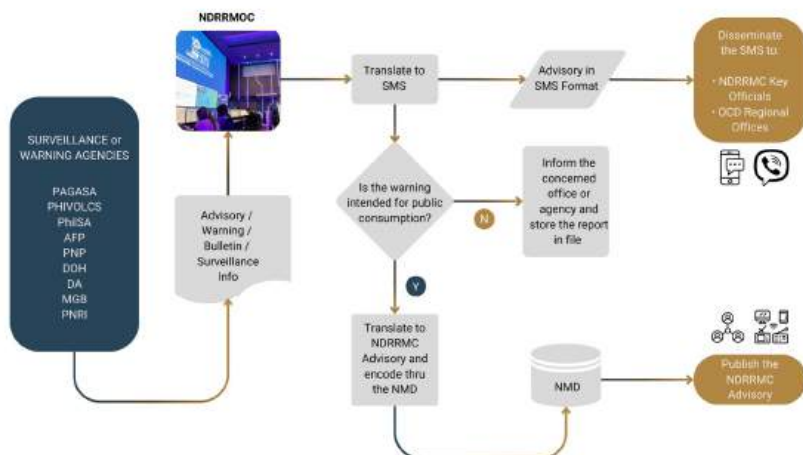 NDRRMOC
SURVEILLANCE or
WARNING AGENCIES
PAGASA
PHIVOLCS
PhilSA
AFP
PNP
DOH
DA
MGB
PNRI
Advisory /
Warning /
Bulletin /
Surveillance
Info
Translate to
SMS
Advisory in
SMS Format
Disseminate
the SMS to:
• NDRRMC Key
Officials
• OCD Regional
Offices
Is the warning
intended for public
consumption?
N
Inform the
concerned
office or
agency and
store the report
in file
Y
Translate to
NDRRMC
Advisory and
encode thru
the NMD
NMD
Publish the
NDRRMC
Advisory